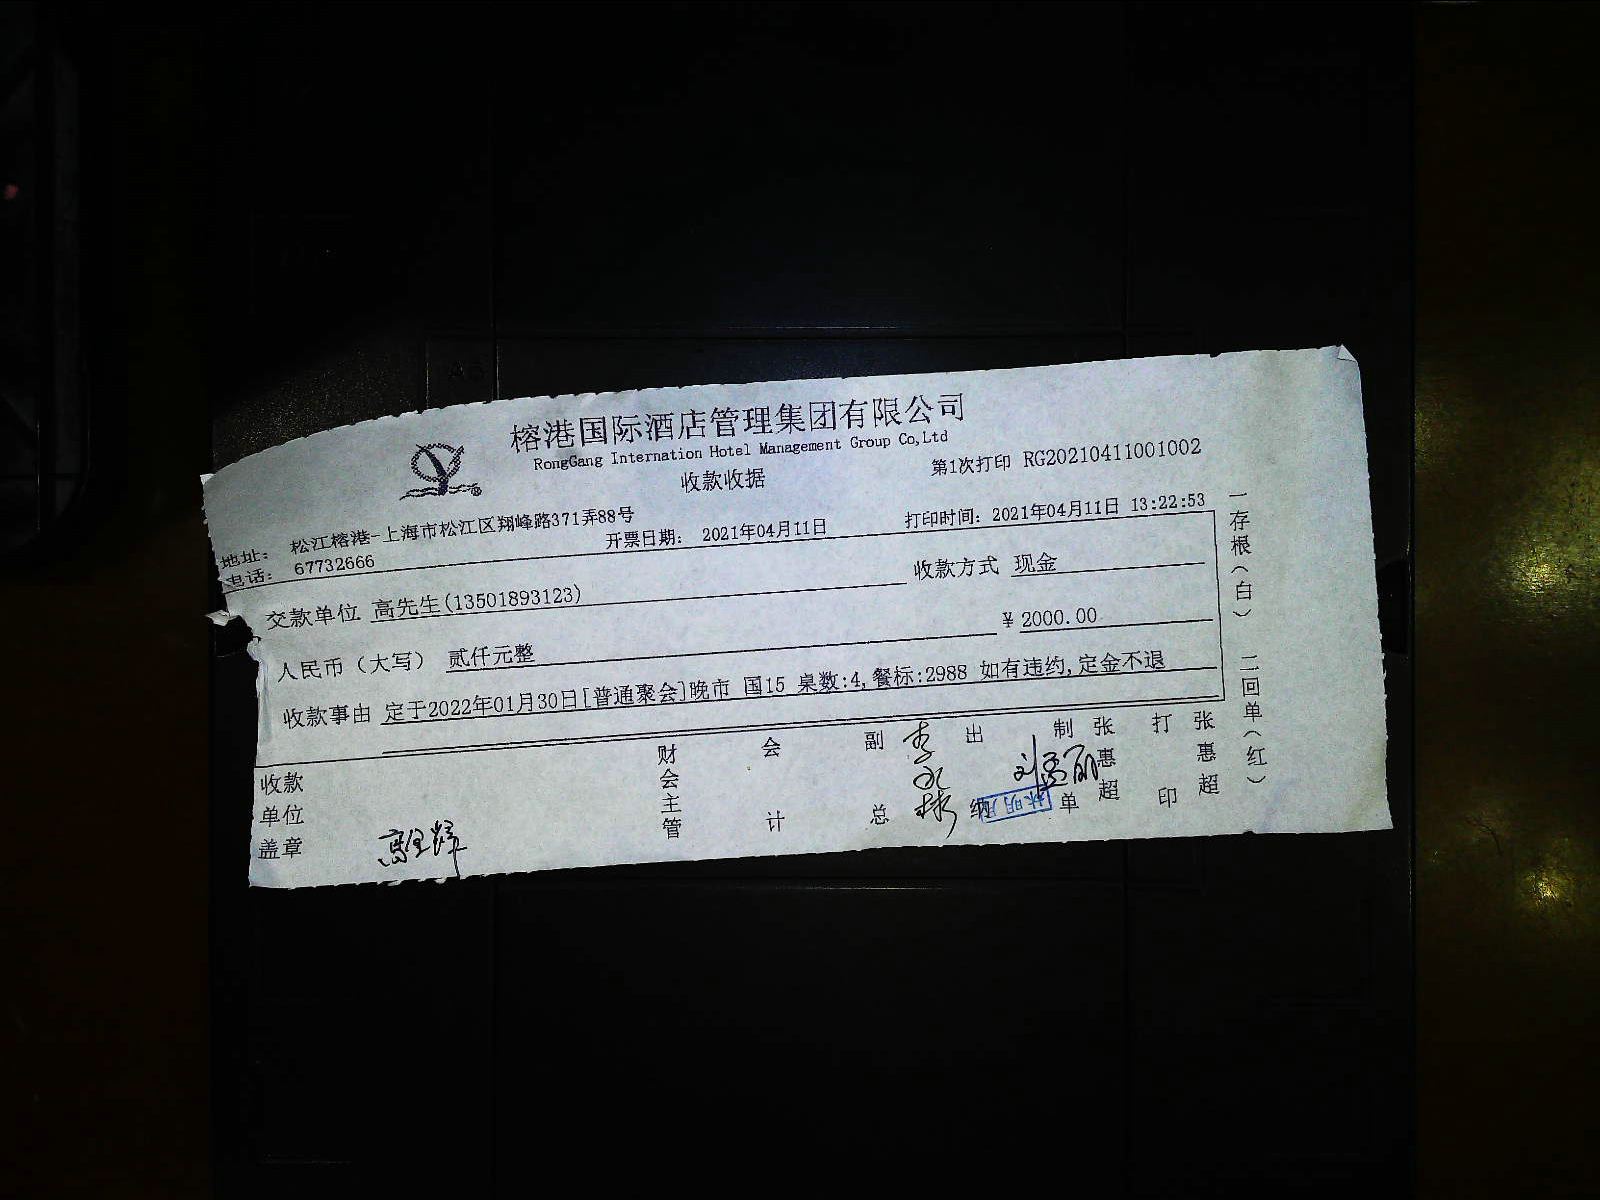 榕港国际酒店管理集团有限公司
RongGang Internation Hotel Management Group Co,Ltd
收款收据
第1次打印 RG20210411001002
地址： 松江榕港-上海市松江区翔峰路371弄88号
电话： 67732666
开票日期： 2021年04月11日
打印时间： 2021年04月11日 13:22:53
交款单位 高先生(13501893123)
收款方式 现金
人民币（大写） 贰仟元整
¥ 2000.00
收款事由 定于2022年01月30日[普通聚会]晚市 国15 桌数:4,餐标:2988 如有违约,定金不退
收款单位盖章
财会主管
会计
副总
出纳
制单 张惠超
打印 张惠超
一存根（白） 二回单（红）